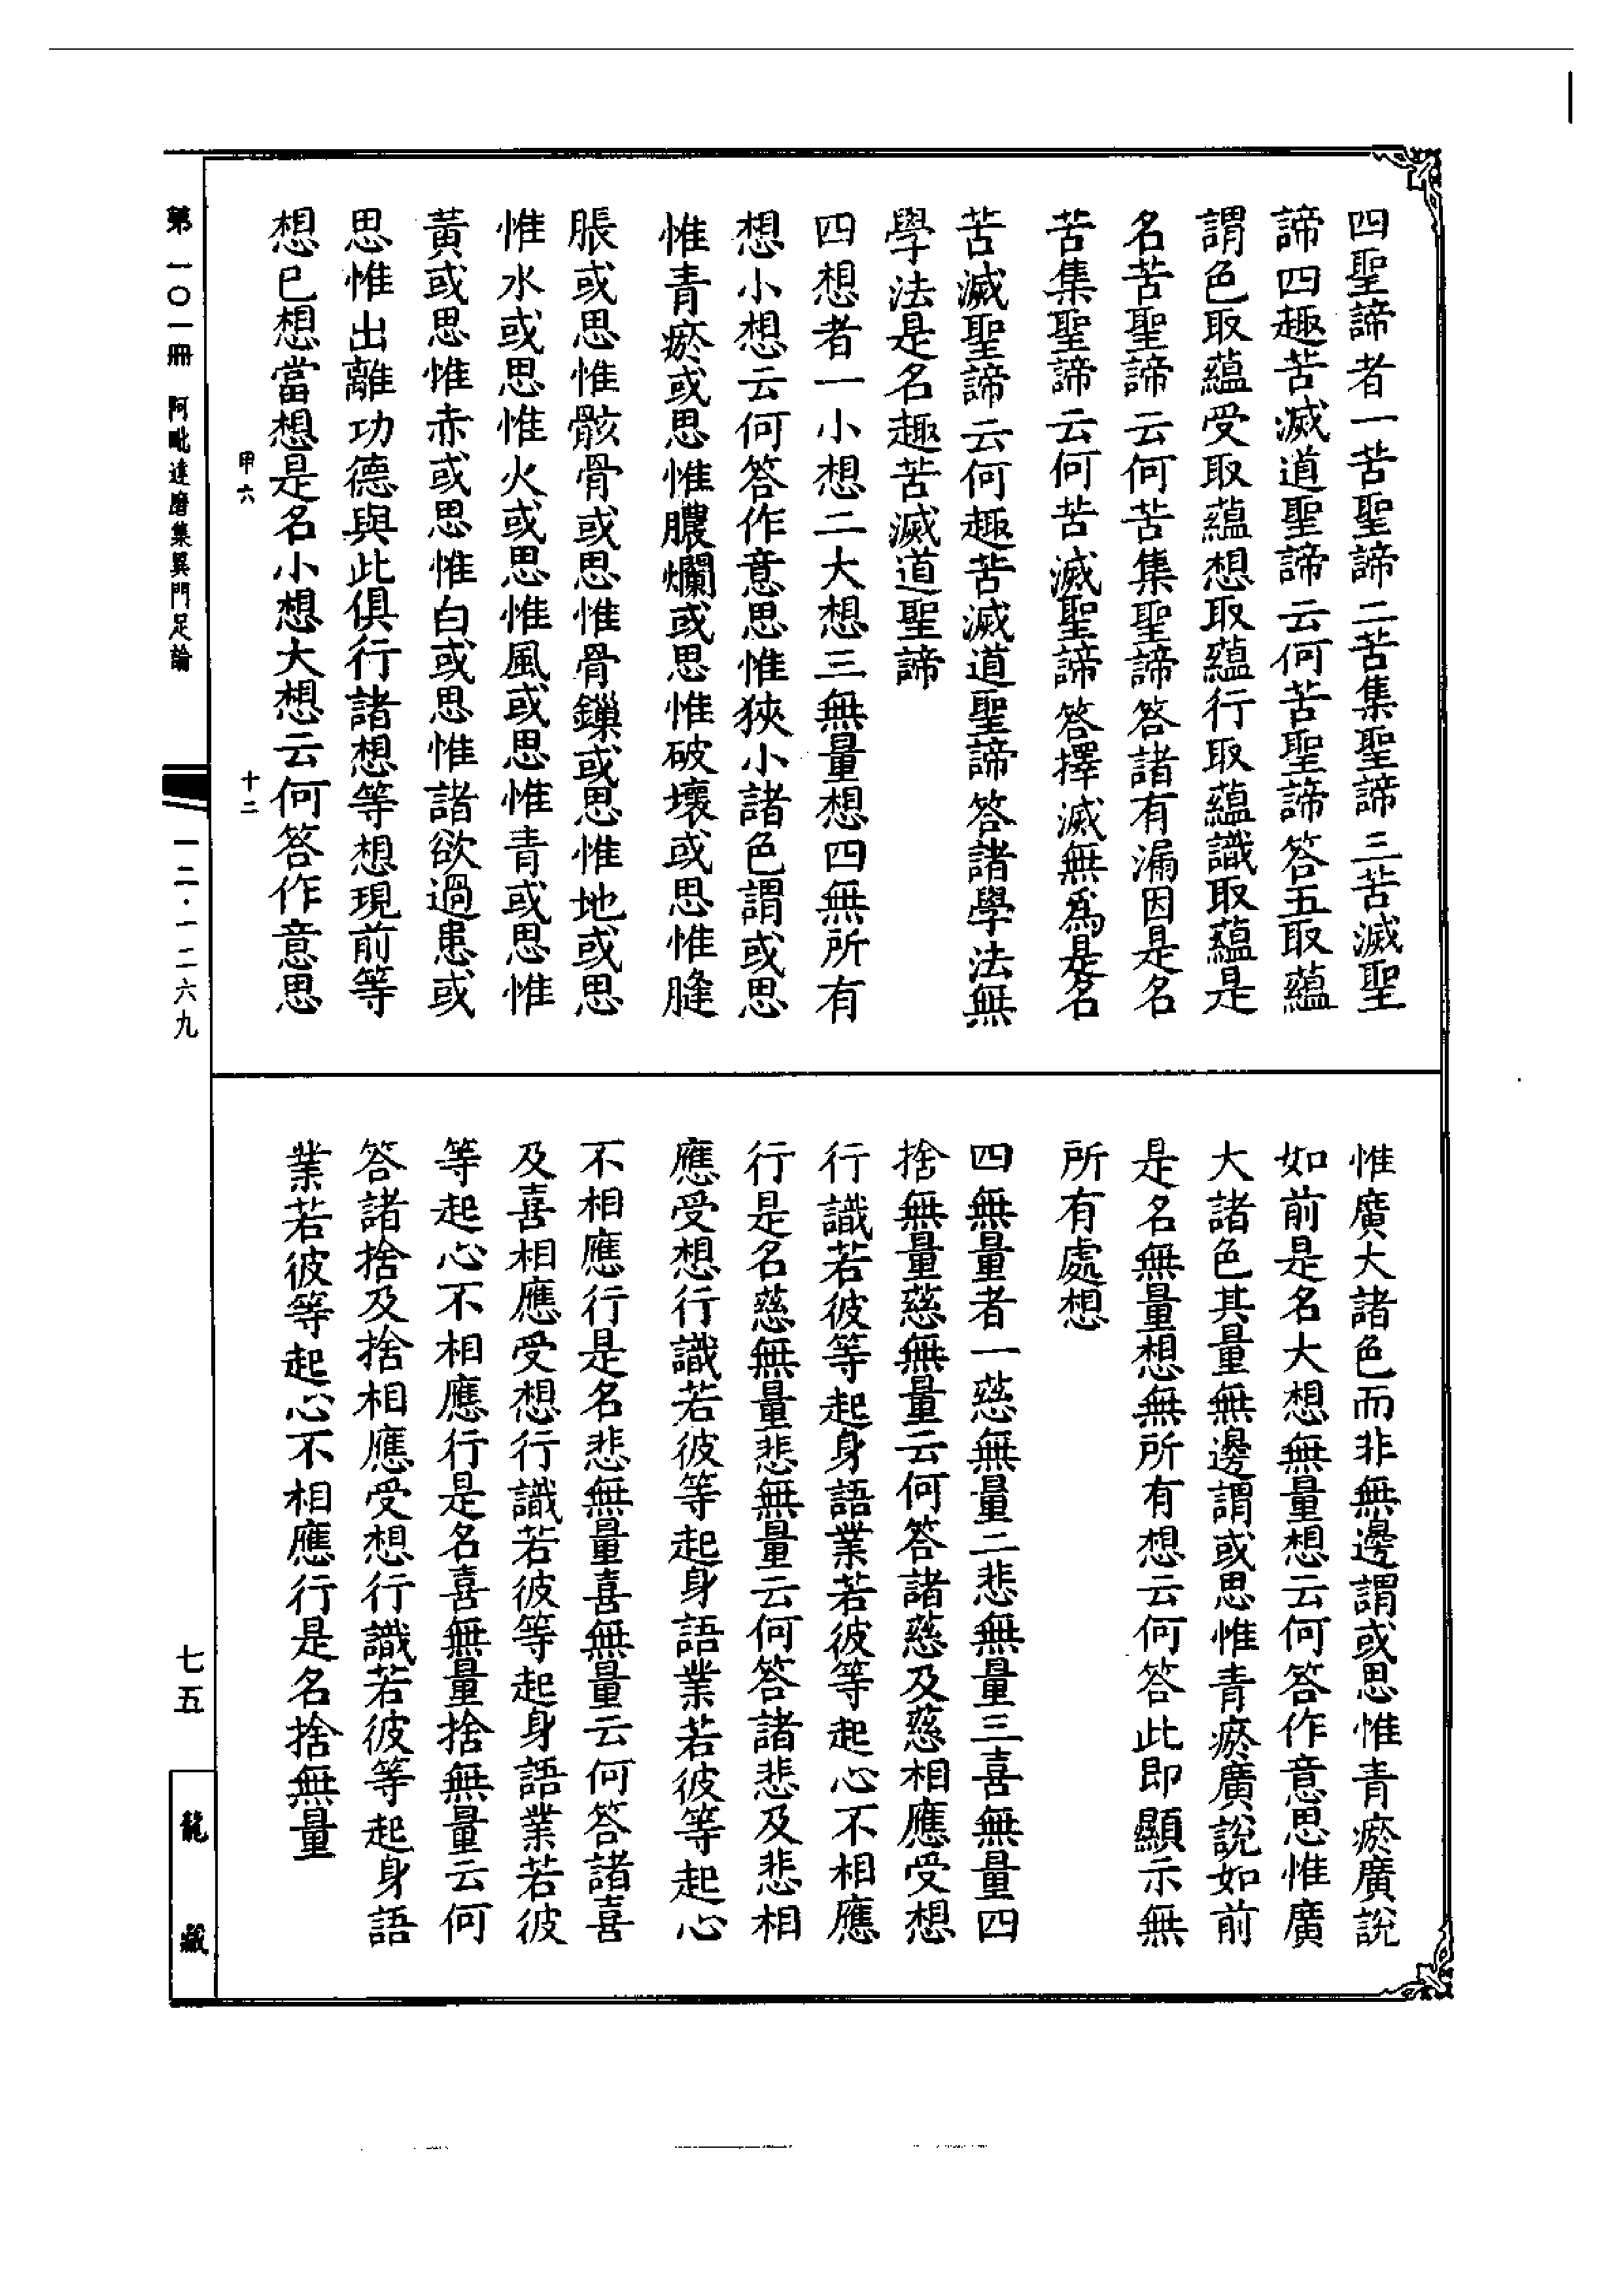 四聖諦者一苦聖諦二苦集聖諦三苦滅聖
諦四趣苦滅道聖諦云何苦聖諦答五取蘊
謂色取蘊受取蘊想取蘊行取蘊識取蘊是
名苦聖諦云何苦集聖諦答諸有漏因是名
苦集聖諦云何苦滅聖諦答擇滅無為是名
苦滅聖諦云何趣苦滅道聖諦答諸學法無
學法是名趣苦滅道聖諦
四想者一小想二大想三無量想四無所有
想小想云何答作意思惟狹小諸色謂或思
惟青瘀或思惟膿爛或思惟破壞或思惟膖
脹或思惟骸骨或思惟骨鏁或思惟地或思
惟水或思惟火或思惟風或思惟青或思惟
黃或思惟赤或思惟白或思惟諸欲過患或
思惟出離功德與此俱行諸想等想現前等
想已想當想是名小想大想云何答作意思
惟廣大諸色而非無邊謂或思惟青瘀廣說
如前是名大想無量想云何答作意思惟廣
大諸色其量無邊謂或思惟青瘀廣說如前
是名無量想無所有想云何答此即顯示無
所有處想
四無量者一慈無量二悲無量三喜無量四
捨無量慈無量云何答諸慈及慈相應受想
行識若彼等起身語業若彼等起心不相應
行是名慈無量悲無量云何答諸悲及悲相
應受想行識若彼等起身語業若彼等起心
不相應行是名悲無量喜無量云何答諸喜
及喜相應受想行識若彼等起身語業若彼
等起心不相應行是名喜無量捨無量云何
答諸捨及捨相應受想行識若彼等起身語
業若彼等起心不相應行是名捨無量
甲六
十二
第一〇一冊 阿毗達磨集異門足論
一二·一二六九
七五
龍藏